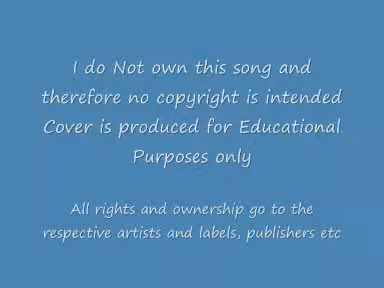 I do Not own this song and
therefore no copyright is intended
Cover is produced for Educational
Purposes only
All rights and ownership go to the
respective artists and labels, publishers etc